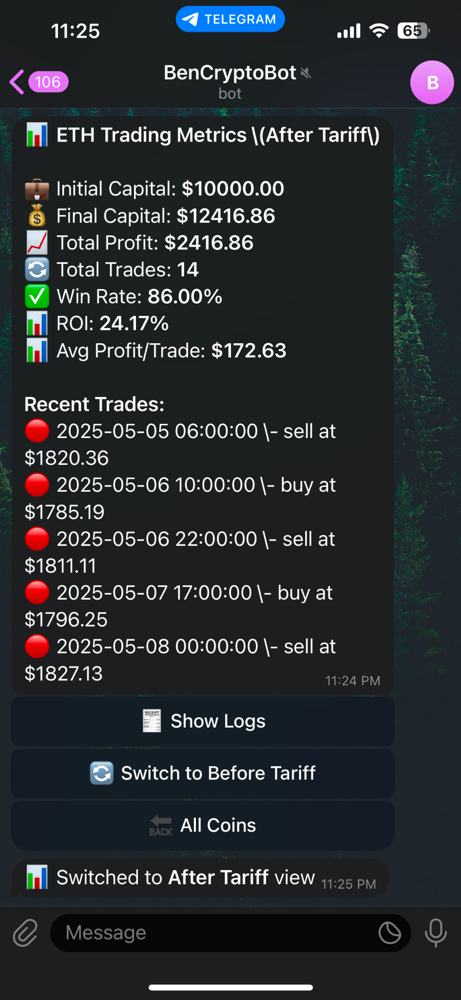 11:25
TELEGRAM
65
106
BenCryptoBot
bot
B
ETH Trading Metrics \(After Tariff\)
Initial Capital: $10000.00
Final Capital: $12416.86
Total Profit: $2416.86
Total Trades: 14
Win Rate: 86.00%
ROI: 24.17%
Avg Profit/Trade: $172.63
Recent Trades:
2025-05-05 06:00:00 \- sell at
$1820.36
2025-05-06 10:00:00 \- buy at
$1785.19
2025-05-06 22:00:00 \- sell at
$1811.11
2025-05-07 17:00:00 \- buy at
$1796.25
2025-05-08 00:00:00 \- sell at
$1827.13
11:24 PM
RECEIPT
Show Logs
Switch to Before Tariff
BACK All Coins
Switched to After Tariff view 11:25 PM
Message